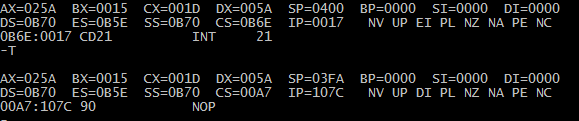 AX=025A BX=0015 CX=001D DX=005A SP=0400 BP=0000 SI=0000 DI=0000
DS=0B70 ES=0B5E SS=0B70 CS=0B6E IP=0017 NV UP EI PL NZ NA PE NC
0B6E:0017 CD21 INT 21
-T
AX=025A BX=0015 CX=001D DX=005A SP=03FA BP=0000 SI=0000 DI=0000
DS=0B70 ES=0B5E SS=0B70 CS=00A7 IP=107C NV UP DI PL NZ NA PE NC
00A7:107C 90 NOP